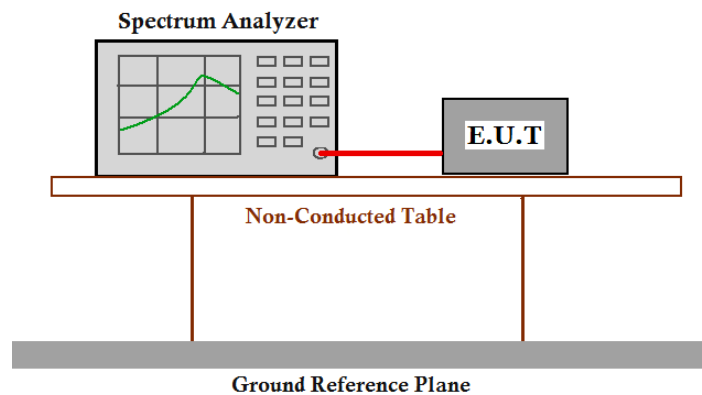 Spectrum Analyzer
E.U.T
Non-Conducted Table
Ground Reference Plane